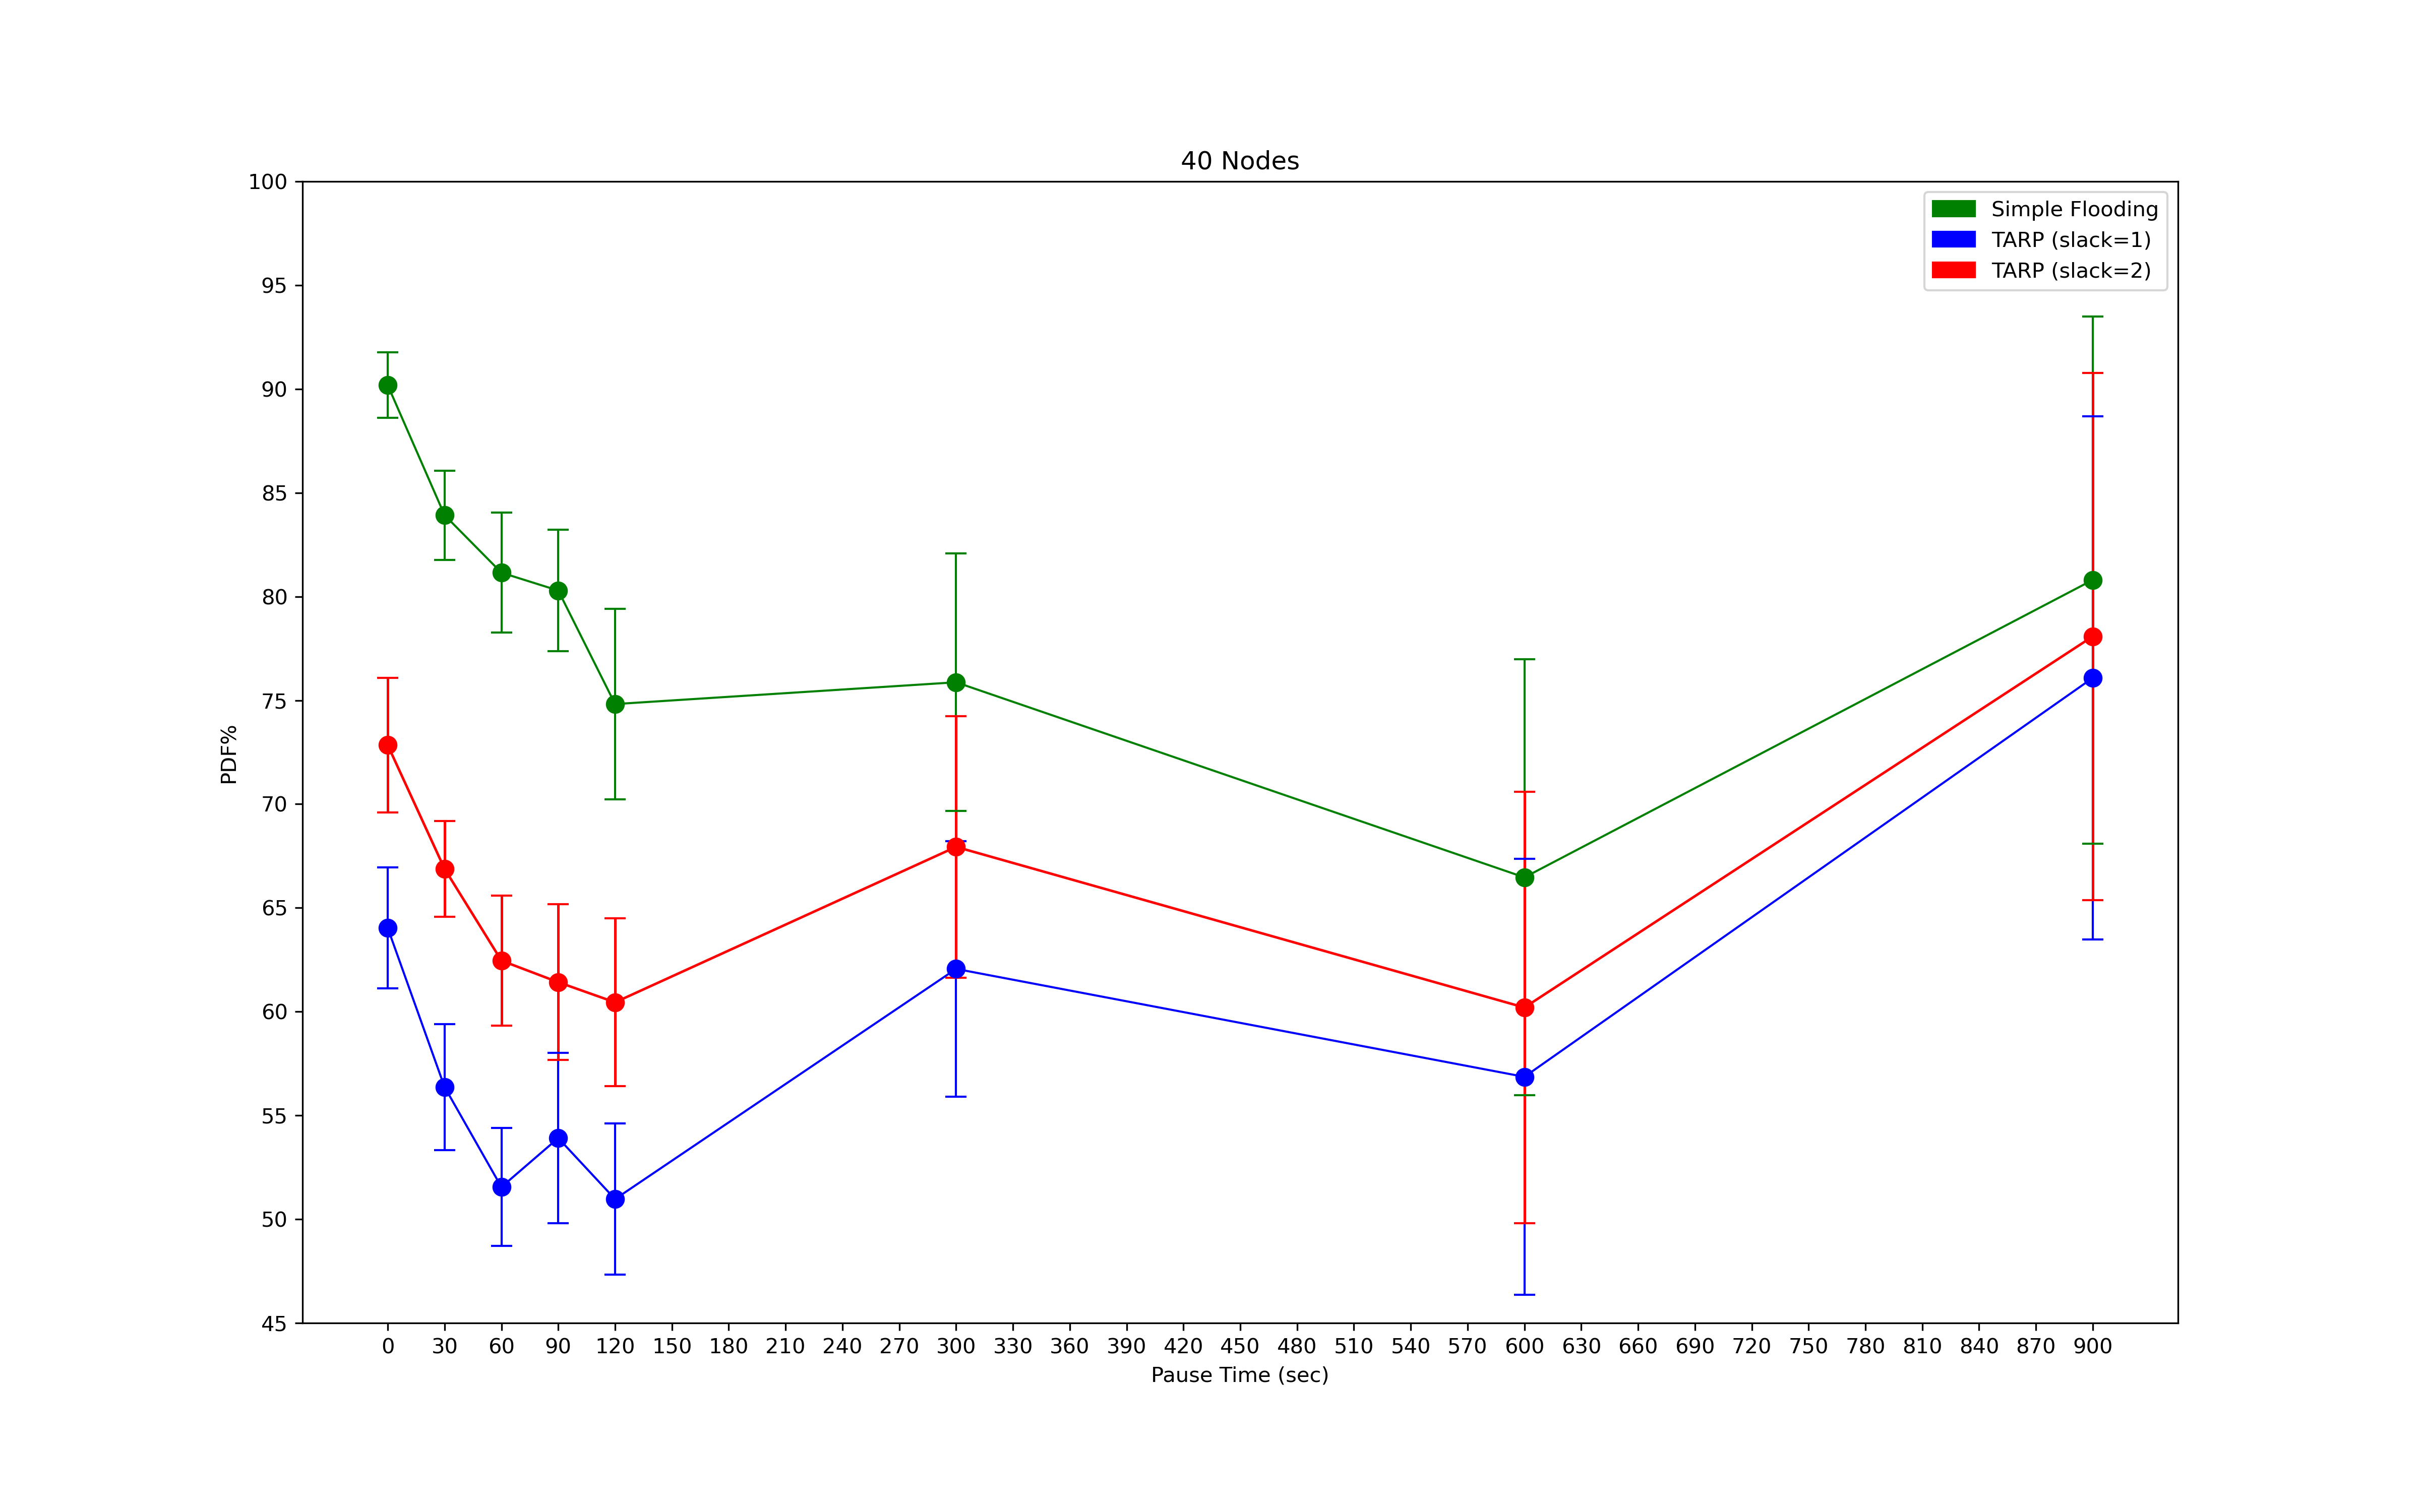 40 Nodes
100
95
90
85
80
75
70
65
60
55
50
45
PDF%
Simple Flooding
TARP (slack=1)
TARP (slack=2)
0 30 60 90 120 150 180 210 240 270 300 330 360 390 420 450 480 510 540 570 600 630 660 690 720 750 780 810 840 870 900
Pause Time (sec)